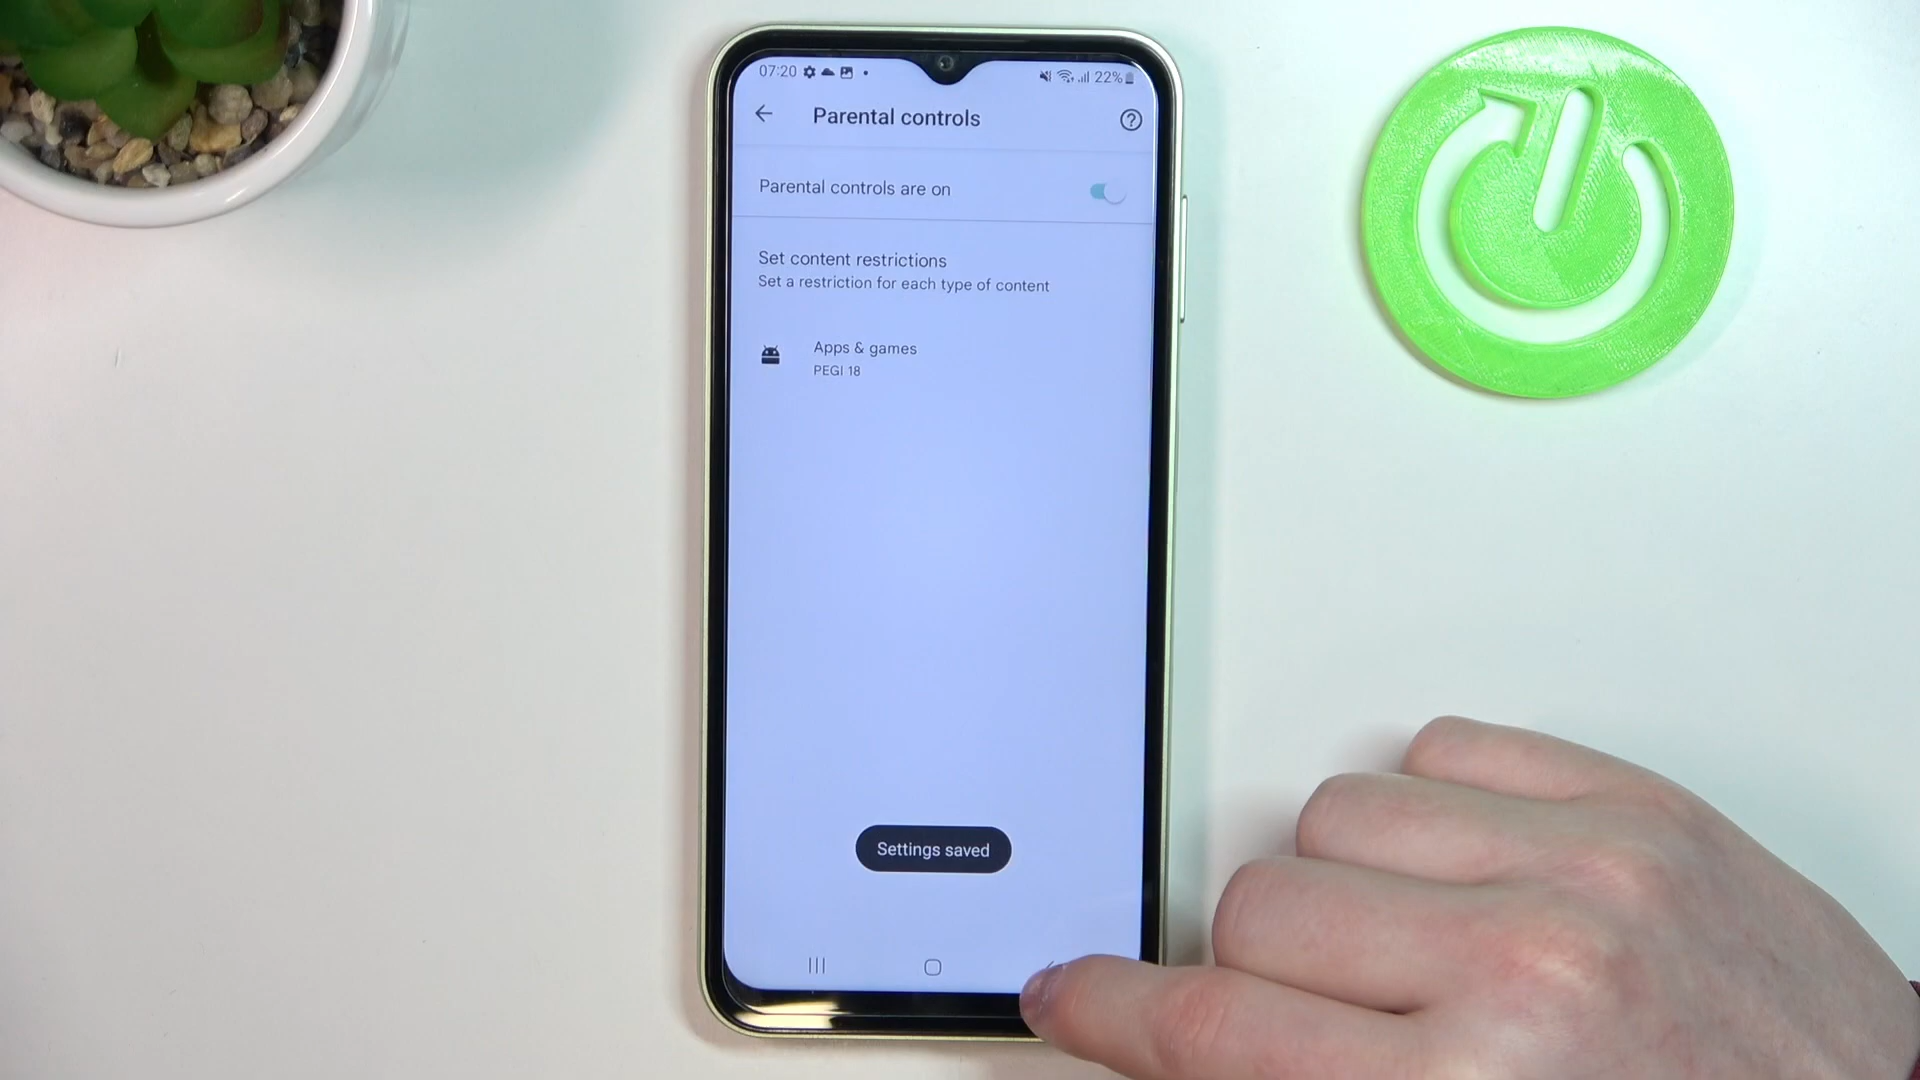 07:20 22%
Parental controls
Parental controls are on
Set content restrictions
Set a restriction for each type of content
Apps & games
PEGI 18
Settings saved